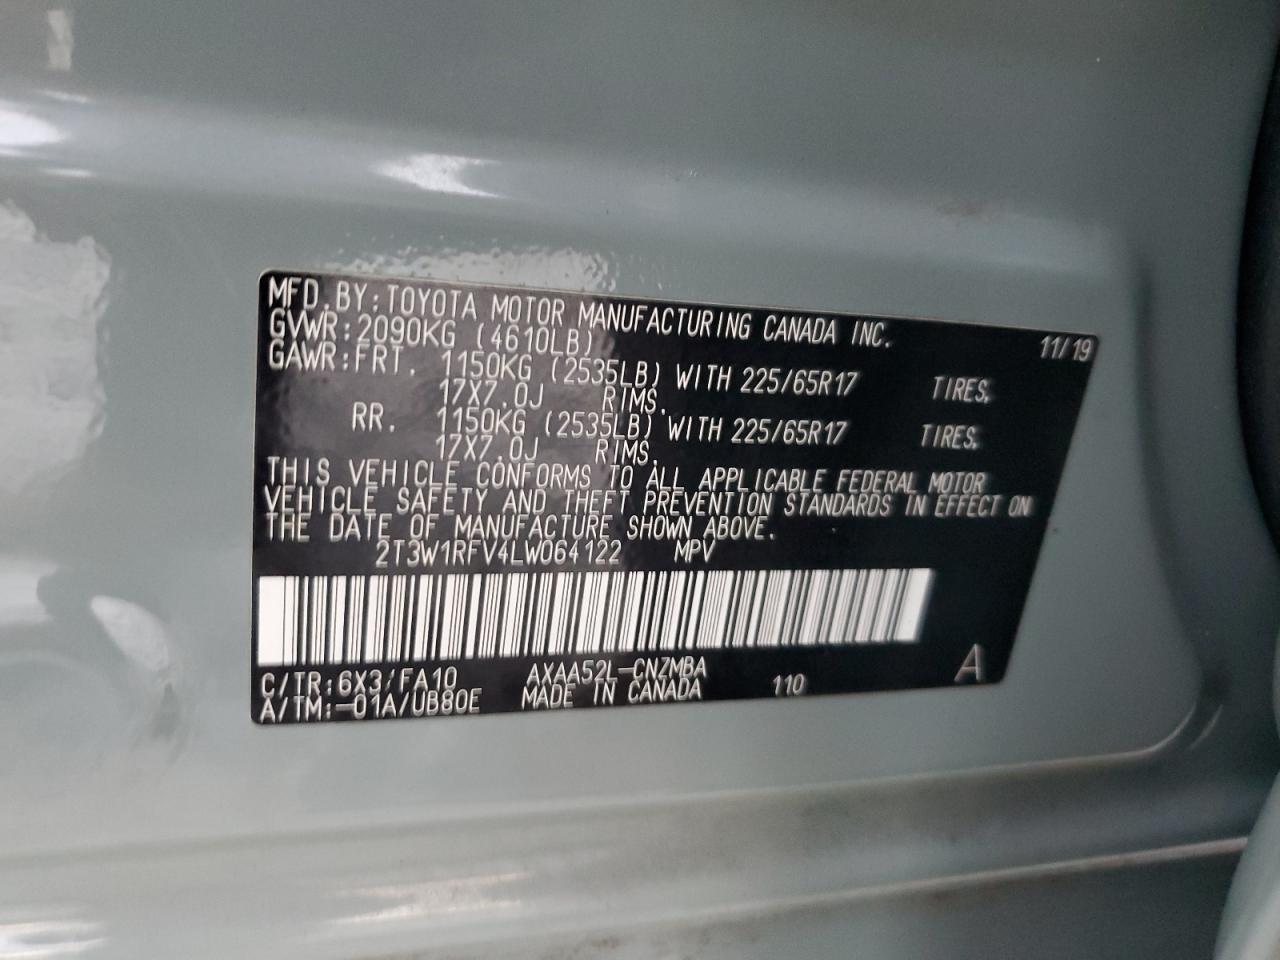 MFD. BY: TOYOTA MOTOR MANUFACTURING CANADA INC. 11/19
GVWR: 2090KG (4610LB)
GAWR: FRT. 1150KG (2535LB) WITH 225/65R17 TIRES,
17X7.0J RIMS.
RR. 1150KG (2535LB) WITH 225/65R17 TIRES,
17X7.0J RIMS.
THIS VEHICLE CONFORMS TO ALL APPLICABLE FEDERAL MOTOR
VEHICLE SAFETY AND THEFT PREVENTION STANDARDS IN EFFECT ON
THE DATE OF MANUFACTURE SHOWN ABOVE.
2T3W1RFV4LW064122 MPV
C/TR: 6X3/FA10 AXAA52L-CNZMBA A
A/TM: -01A/UB80E MADE IN CANADA 110